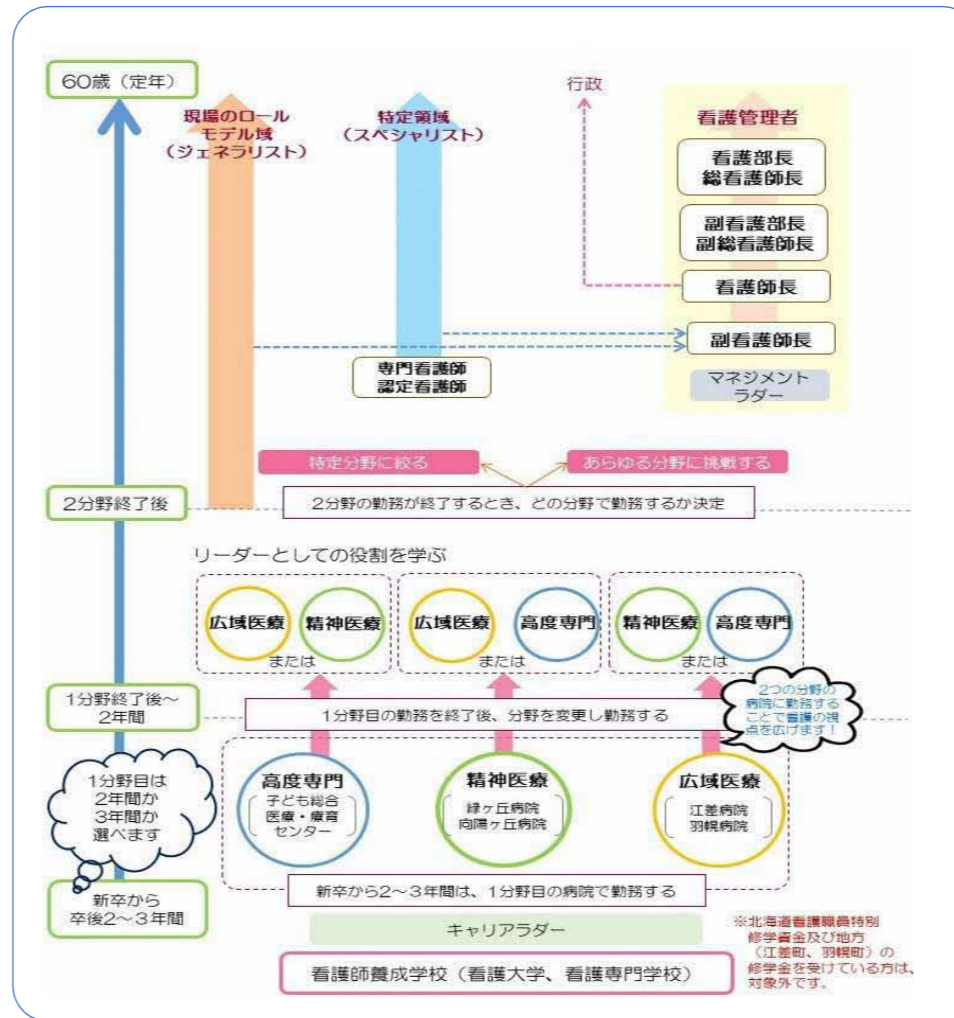 60歳(定年)
現場のロール
モデル域
(ジェネラリスト)
特定領域
(スペシャリスト)
行政
看護管理者
看護部長
総看護師長
副看護部長
副総看護師長
看護師長
副看護師長
マネジメント
ラダー
専門看護師
認定看護師
特定分野に絞る
あらゆる分野に挑戦する
2分野終了後
2分野の勤務が終了するとき、どの分野で勤務するか決定
リーダーとしての役割を学ぶ
広域医療
精神医療
または
広域医療
高度専門
または
精神医療
高度専門
または
1分野終了後~
2年間
1分野目の勤務を終了後、分野を変更し勤務する
2つの分野の
病院に勤務する
ことで看護の視
点を広げます!
1分野目は
2年間か
3年間か
選べます
高度専門
子ども総合
医療・療育
センター
精神医療
緑ヶ丘病院
向陽ヶ丘病院
広域医療
江差病院
羽幌病院
新卒から
卒後2~3年間
新卒から2~3年間は、1分野目の病院で勤務する
キャリアラダー
看護師養成学校(看護大学、看護専門学校)
※北海道看護職員特別
修学資金及び地方
(江差町、羽幌町)の
修学金を受けている方は、
対象外です。